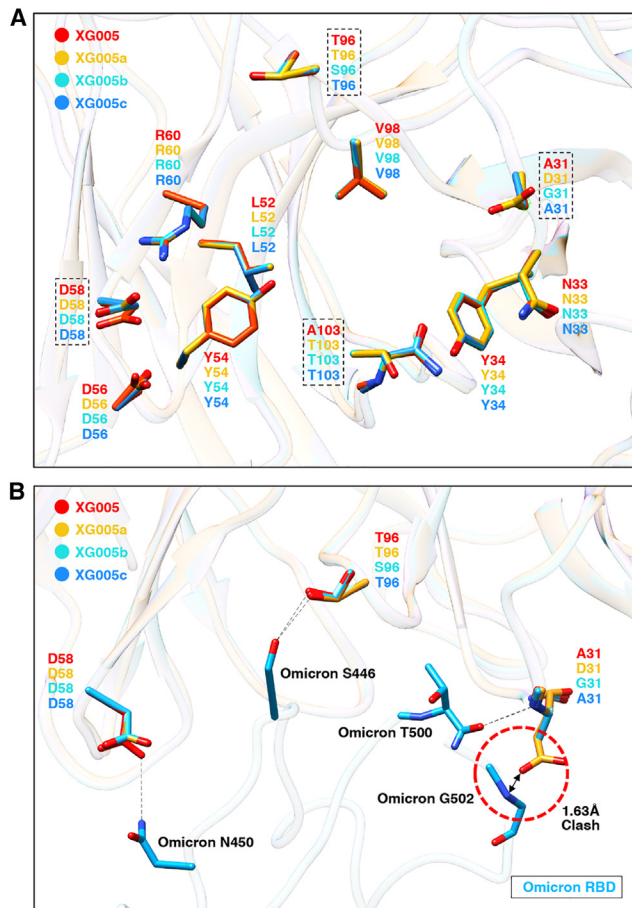 A
XG005
XG005a
XG005b
XG005c
T96
T96
S96
T96
V98
V98
V98
V98
R60
R60
R60
R60
A31
D31
G31
A31
L52
L52
L52
L52
D58
D58
D58
D58
N33
N33
N33
N33
A103
T103
T103
T103
Y54
Y54
Y54
Y54
Y34
Y34
Y34
Y34
D56
D56
D56
D56
B
XG005
XG005a
XG005b
XG005c
T96
T96
S96
T96
D58
D58
D58
D58
A31
D31
G31
A31
Omicron S446
Omicron T500
Omicron G502
1.63Å
Clash
Omicron N450
Omicron RBD